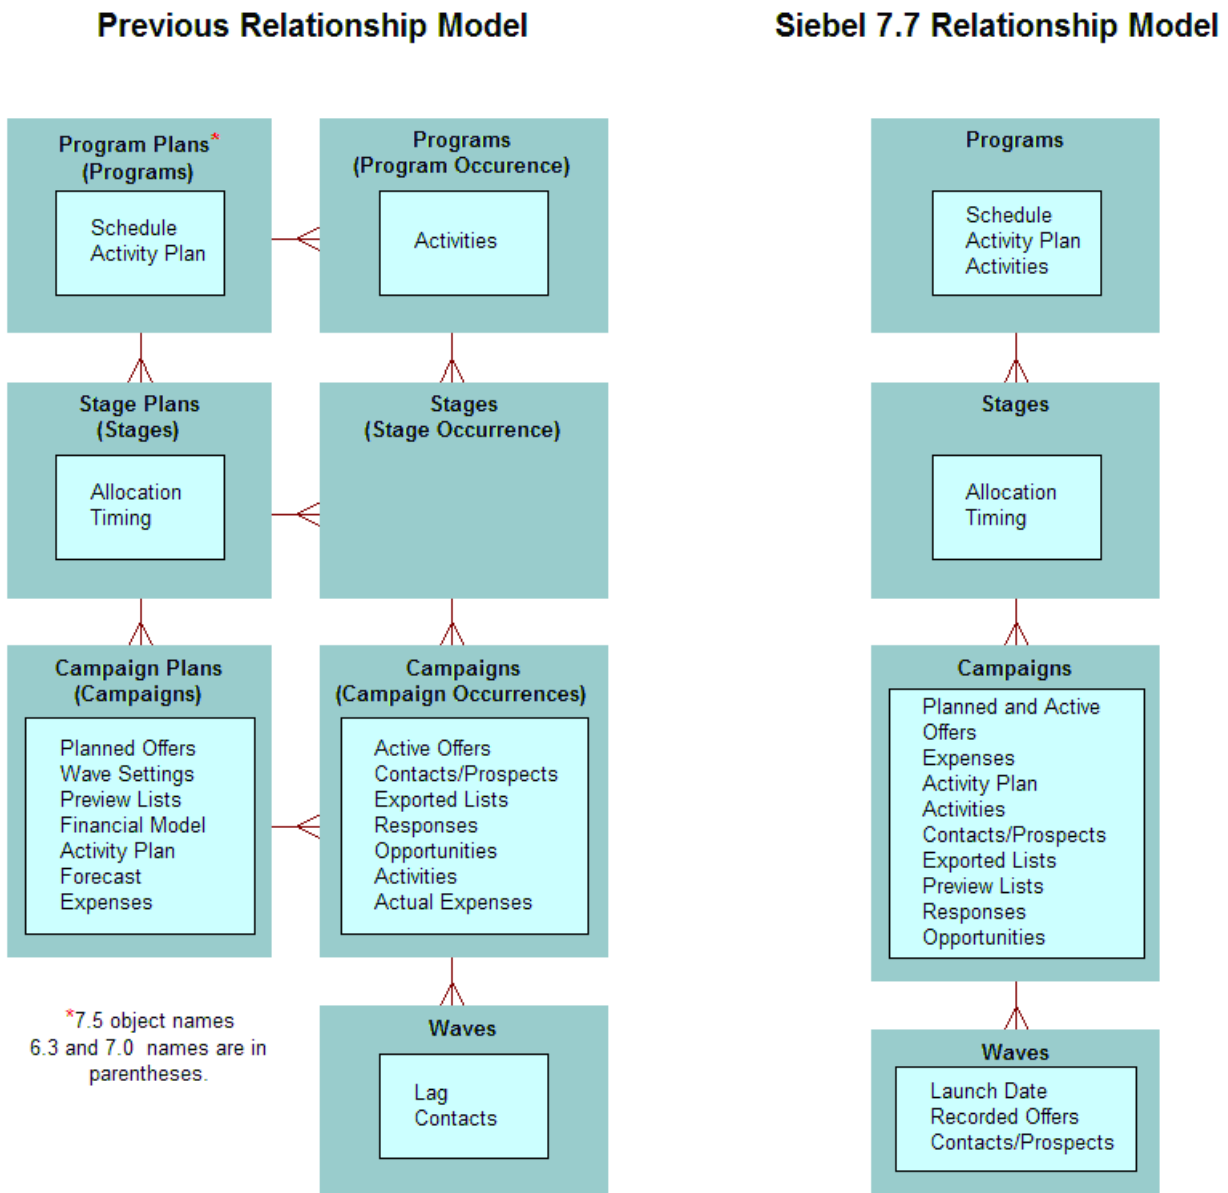 Previous Relationship Model
Siebel 7.7 Relationship Model
Program Plans*
(Programs)
Schedule
Activity Plan
Programs
(Program Occurence)
Activities
Programs
Schedule
Activity Plan
Activities
Stage Plans
(Stages)
Allocation
Timing
Stages
(Stage Occurrence)
Stages
Allocation
Timing
Campaign Plans
(Campaigns)
Planned Offers
Wave Settings
Preview Lists
Financial Model
Activity Plan
Forecast
Expenses
Campaigns
(Campaign Occurrences)
Active Offers
Contacts/Prospects
Exported Lists
Responses
Opportunities
Activities
Actual Expenses
Campaigns
Planned and Active
Offers
Expenses
Activity Plan
Activities
Contacts/Prospects
Exported Lists
Preview Lists
Responses
Opportunities
*7.5 object names
6.3 and 7.0 names are in
parentheses.
Waves
Lag
Contacts
Waves
Launch Date
Recorded Offers
Contacts/Prospects